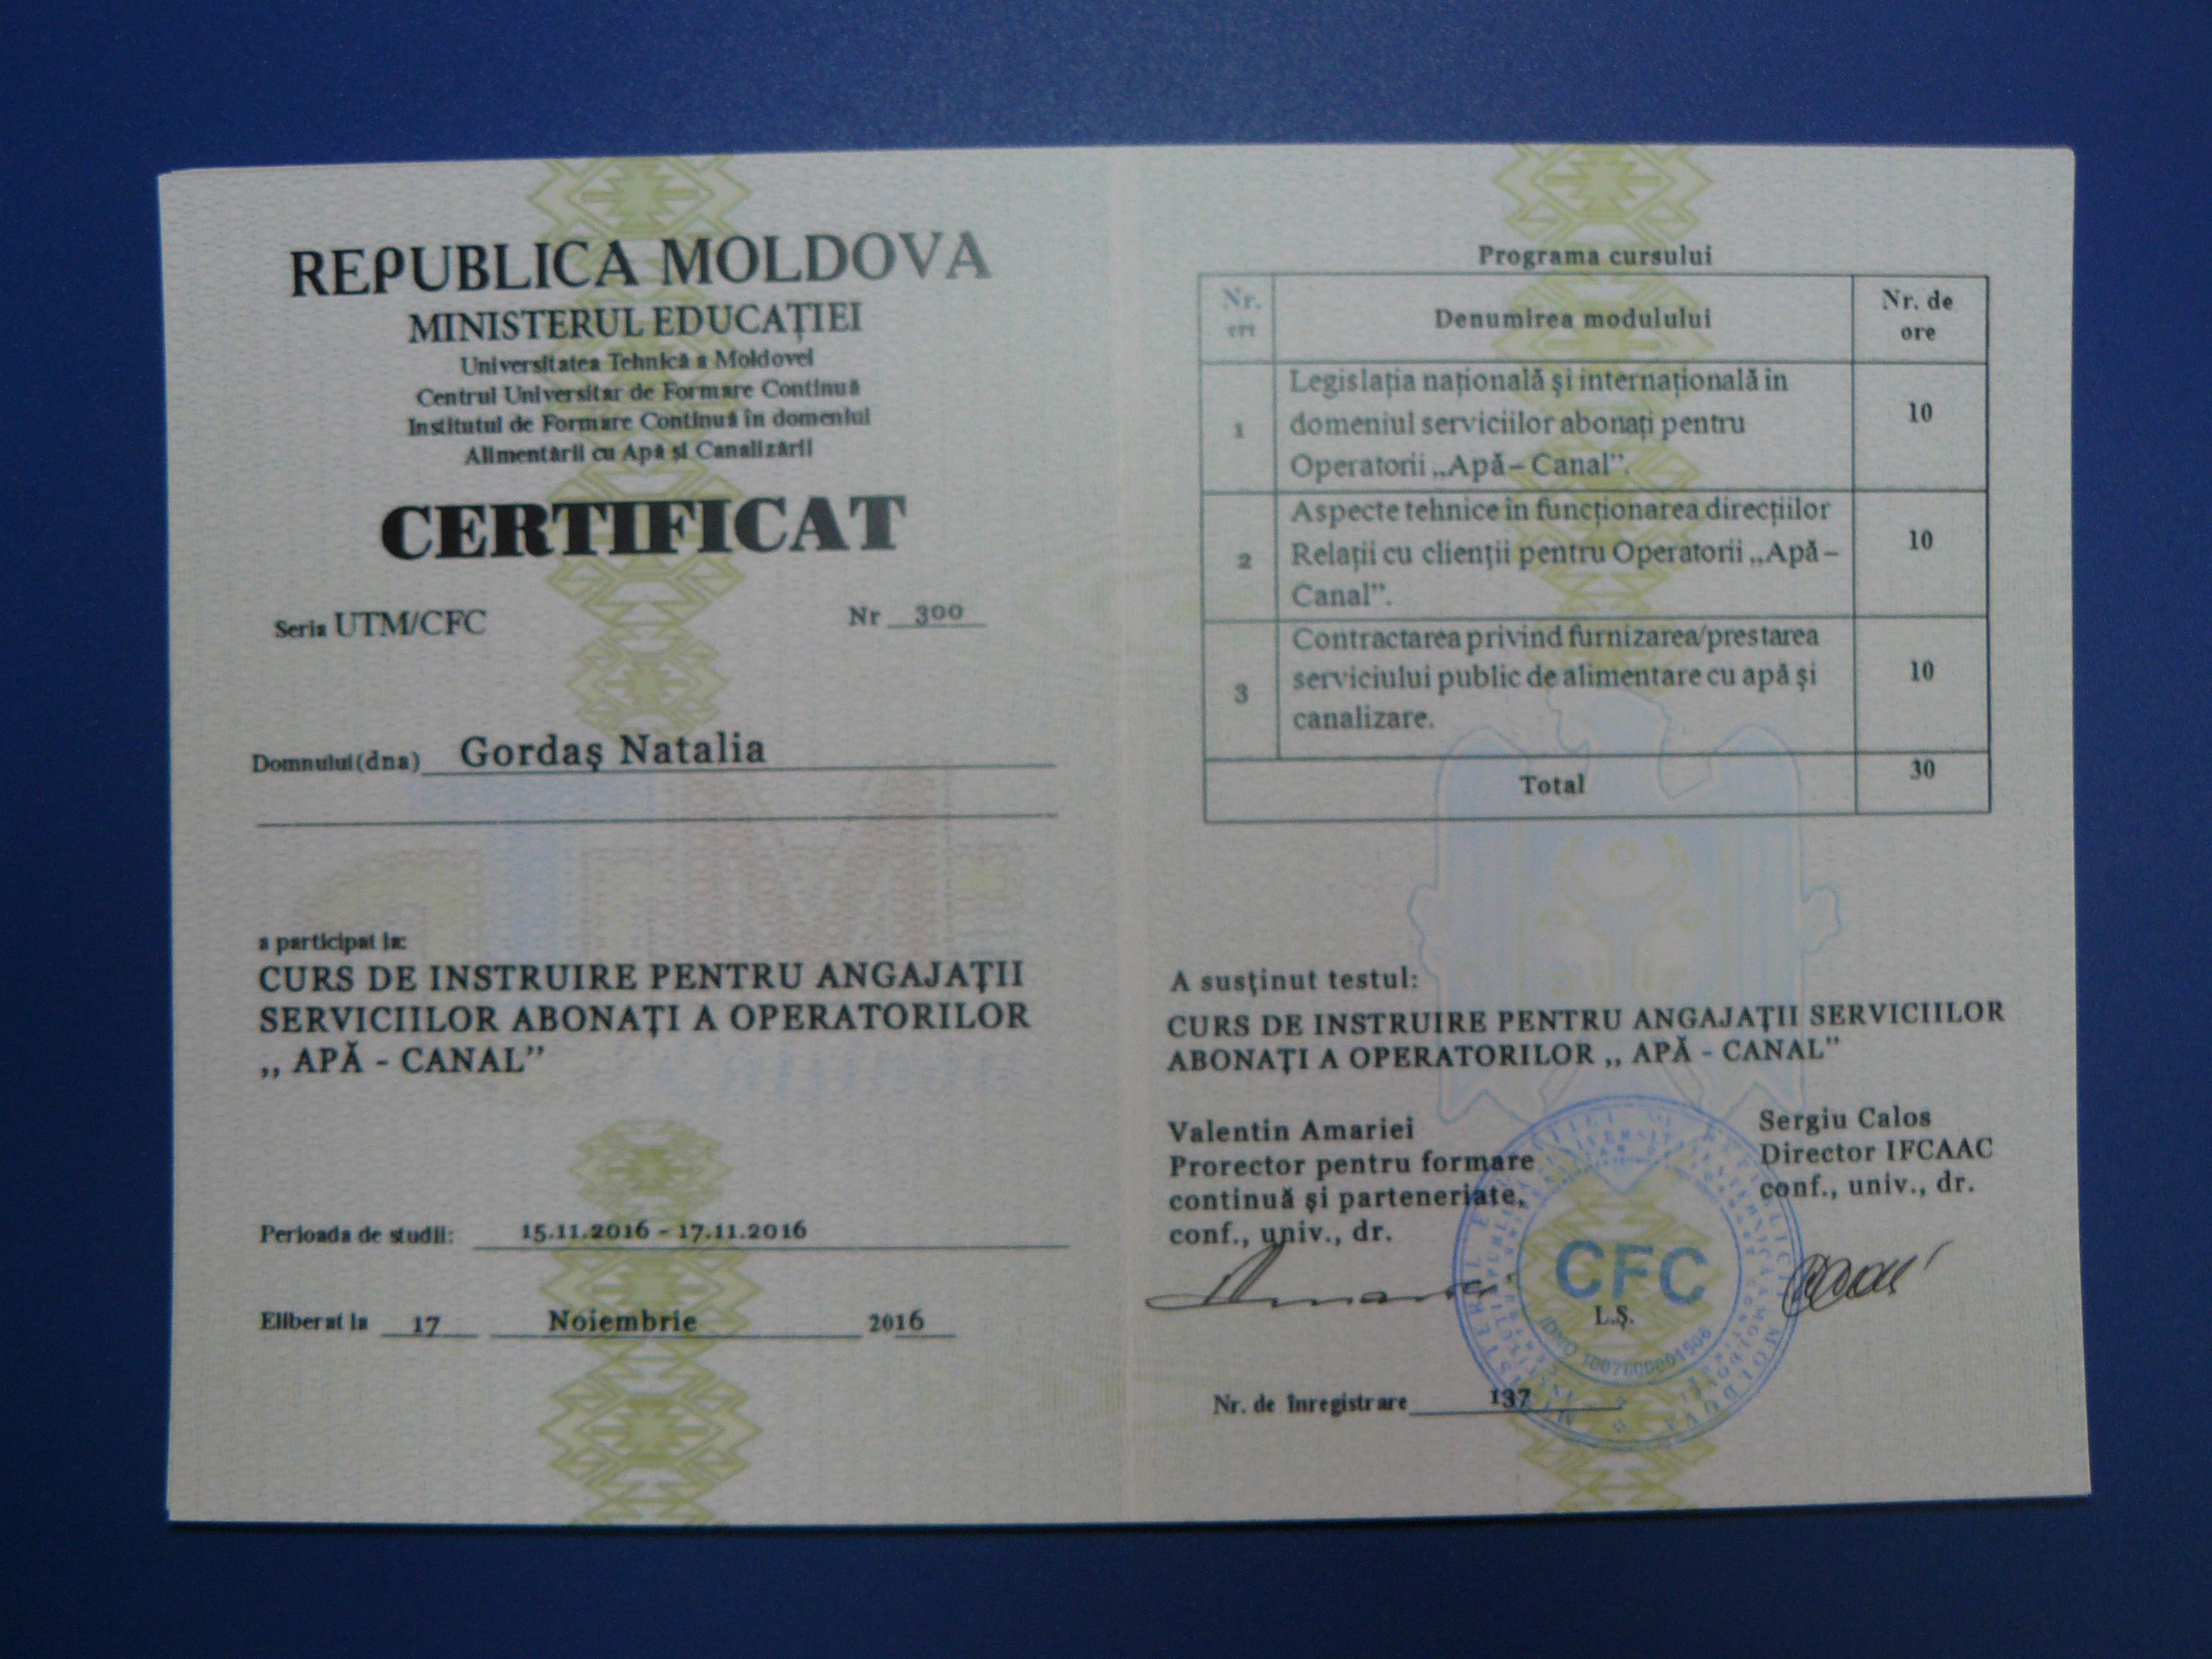 REPUBLICA MOLDOVA
MINISTERUL EDUCAȚIEI
Universitatea Tehnică a Moldovei
Centrul Universitar de Formare Continuă
Institutul de Formare Continuă în domeniul
Alimentării cu Apă și Canalizării
CERTIFICAT
Seria UTM/CFC Nr 300
Domnului(dna) Gordaş Natalia
a participat la:
CURS DE INSTRUIRE PENTRU ANGAJAȚII
SERVICIILOR ABONAȚI A OPERATORILOR
,, APĂ - CANAL”
Perioada de studii: 15.11.2016 - 17.11.2016
Eliberat la 17 Noiembrie 2016
Programa cursului
Nr. crt Denumirea modulului Nr. de ore
1 Legislația națională și internațională in
domeniul serviciilor abonați pentru 10
Operatorii „Apă – Canal”.
Aspecte tehnice in funcționarea direcțiilor
2 Relații cu clienții pentru Operatorii „Apă – 10
Canal”.
Contractarea privind furnizarea/prestarea
3 serviciului public de alimentare cu apă și 10
canalizare.
Total 30
A susținut testul:
CURS DE INSTRUIRE PENTRU ANGAJAȚII SERVICIILOR
ABONAȚI A OPERATORILOR ,, APĂ - CANAL”
Valentin Amariei
Prorector pentru formare
continuă și parteneriate,
conf., univ., dr.
Sergiu Calos
Director IFCAAC
conf., univ., dr.
CFC
L.Ș.
IDNO 1007600001506
Nr. de înregistrare 137